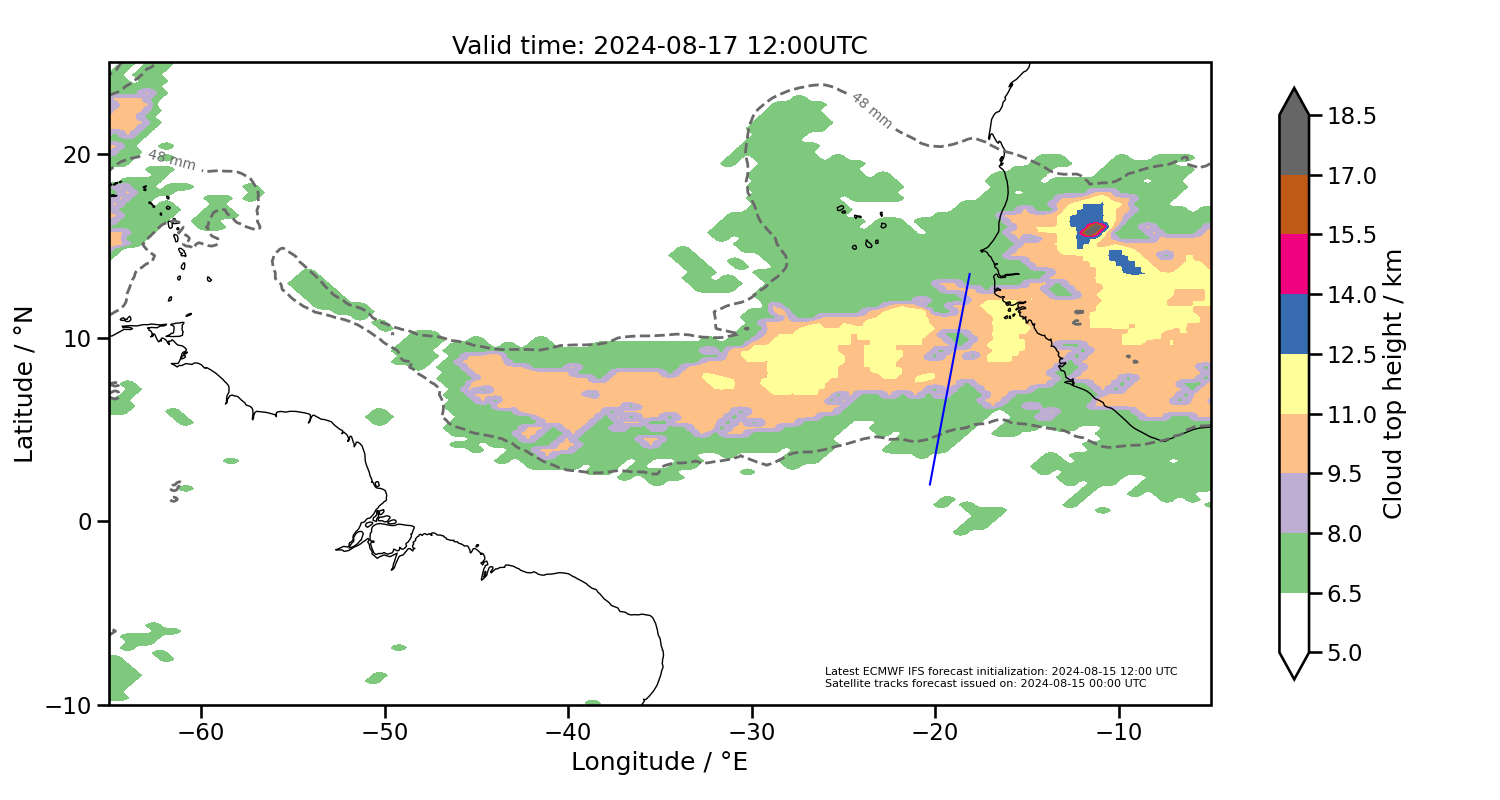 Valid time: 2024-08-17 12:00UTC
48 mm
48 mm
20
10
0
−10
Latitude / °N
−60
−50
−40
−30
−20
−10
Longitude / °E
Latest ECMWF IFS forecast initialization: 2024-08-15 12:00 UTC
Satellite tracks forecast issued on: 2024-08-15 00:00 UTC
18.5
17.0
15.5
14.0
12.5
11.0
9.5
8.0
6.5
5.0
Cloud top height / km